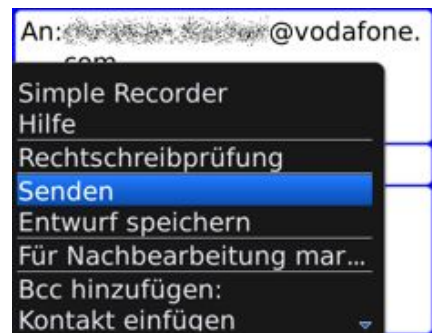 An: @vodafone.
com
Simple Recorder
Hilfe
Rechtschreibprüfung
Senden
Entwurf speichern
Für Nachbearbeitung mar...
Bcc hinzufügen:
Kontakt einfügen